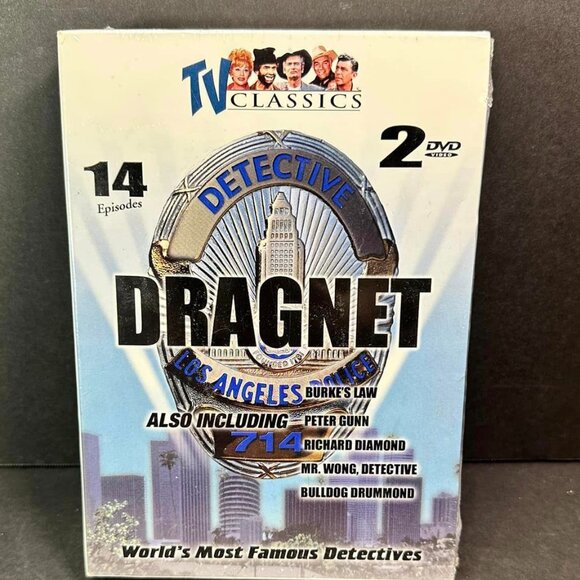 TV CLASSICS
2 DVD
VIDEO
14
Episodes
DETECTIVE
DRAGNET
LOS ANGELES POLICE
BURKE'S LAW
ALSO INCLUDING
PETER GUNN
714
RICHARD DIAMOND
MR. WONG, DETECTIVE
BULLDOG DRUMMOND
World's Most Famous Detectives